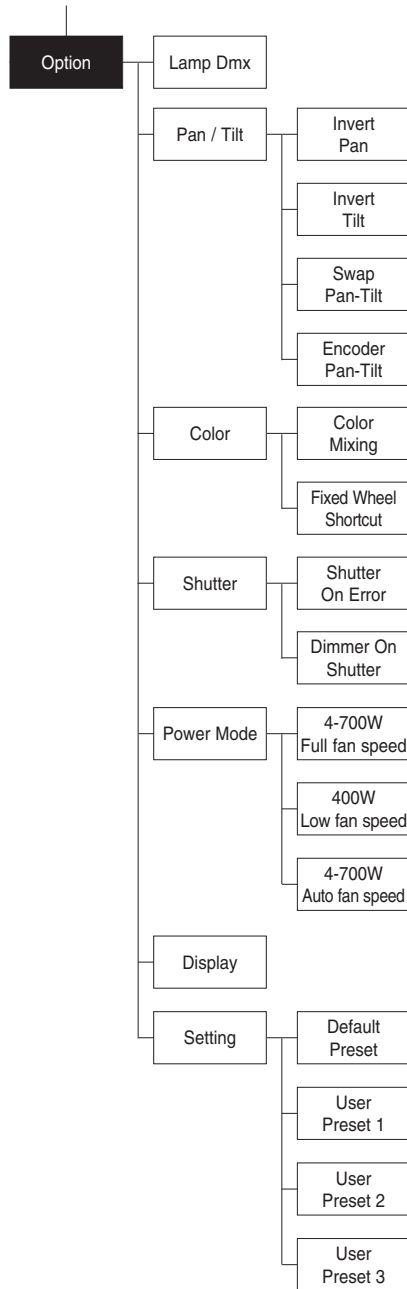 Option
Lamp Dmx
Pan / Tilt
Invert
Pan
Invert
Tilt
Swap
Pan-Tilt
Encoder
Pan-Tilt
Color
Color
Mixing
Fixed Wheel
Shortcut
Shutter
Shutter
On Error
Dimmer On
Shutter
Power Mode
4-700W
Full fan speed
400W
Low fan speed
4-700W
Auto fan speed
Display
Setting
Default
Preset
User
Preset 1
User
Preset 2
User
Preset 3